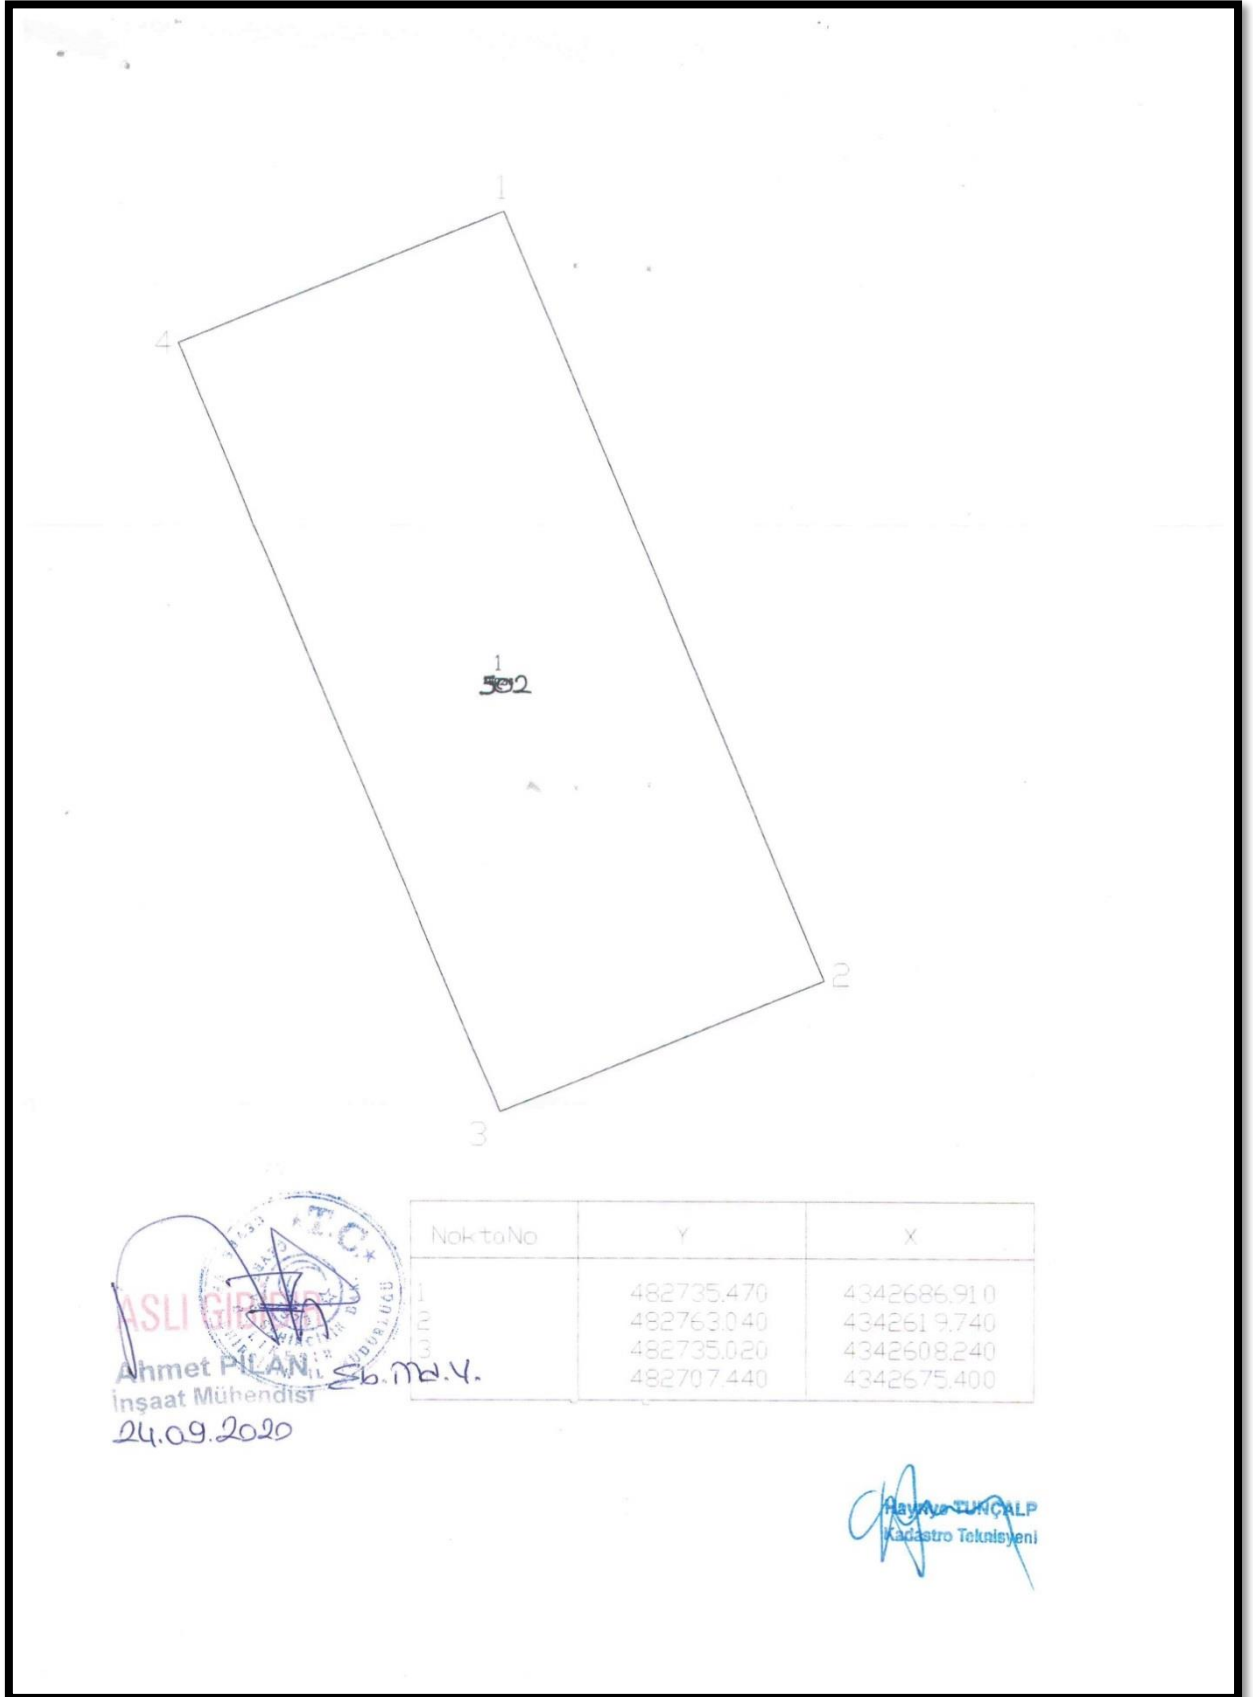 1
4
1
502
2
3
NoktaNo Y X
1 482735.470 4342686.910
2 482763.040 4342619.740
3 482735.020 4342608.240
4 482707.440 4342675.400
T.C.
ASLI GİBİDİR
Ahmet PİLAN
Eb.Md.V.
İnşaat Mühendisi
24.09.2020
TUNÇALP
Kadastro Teknisyeni